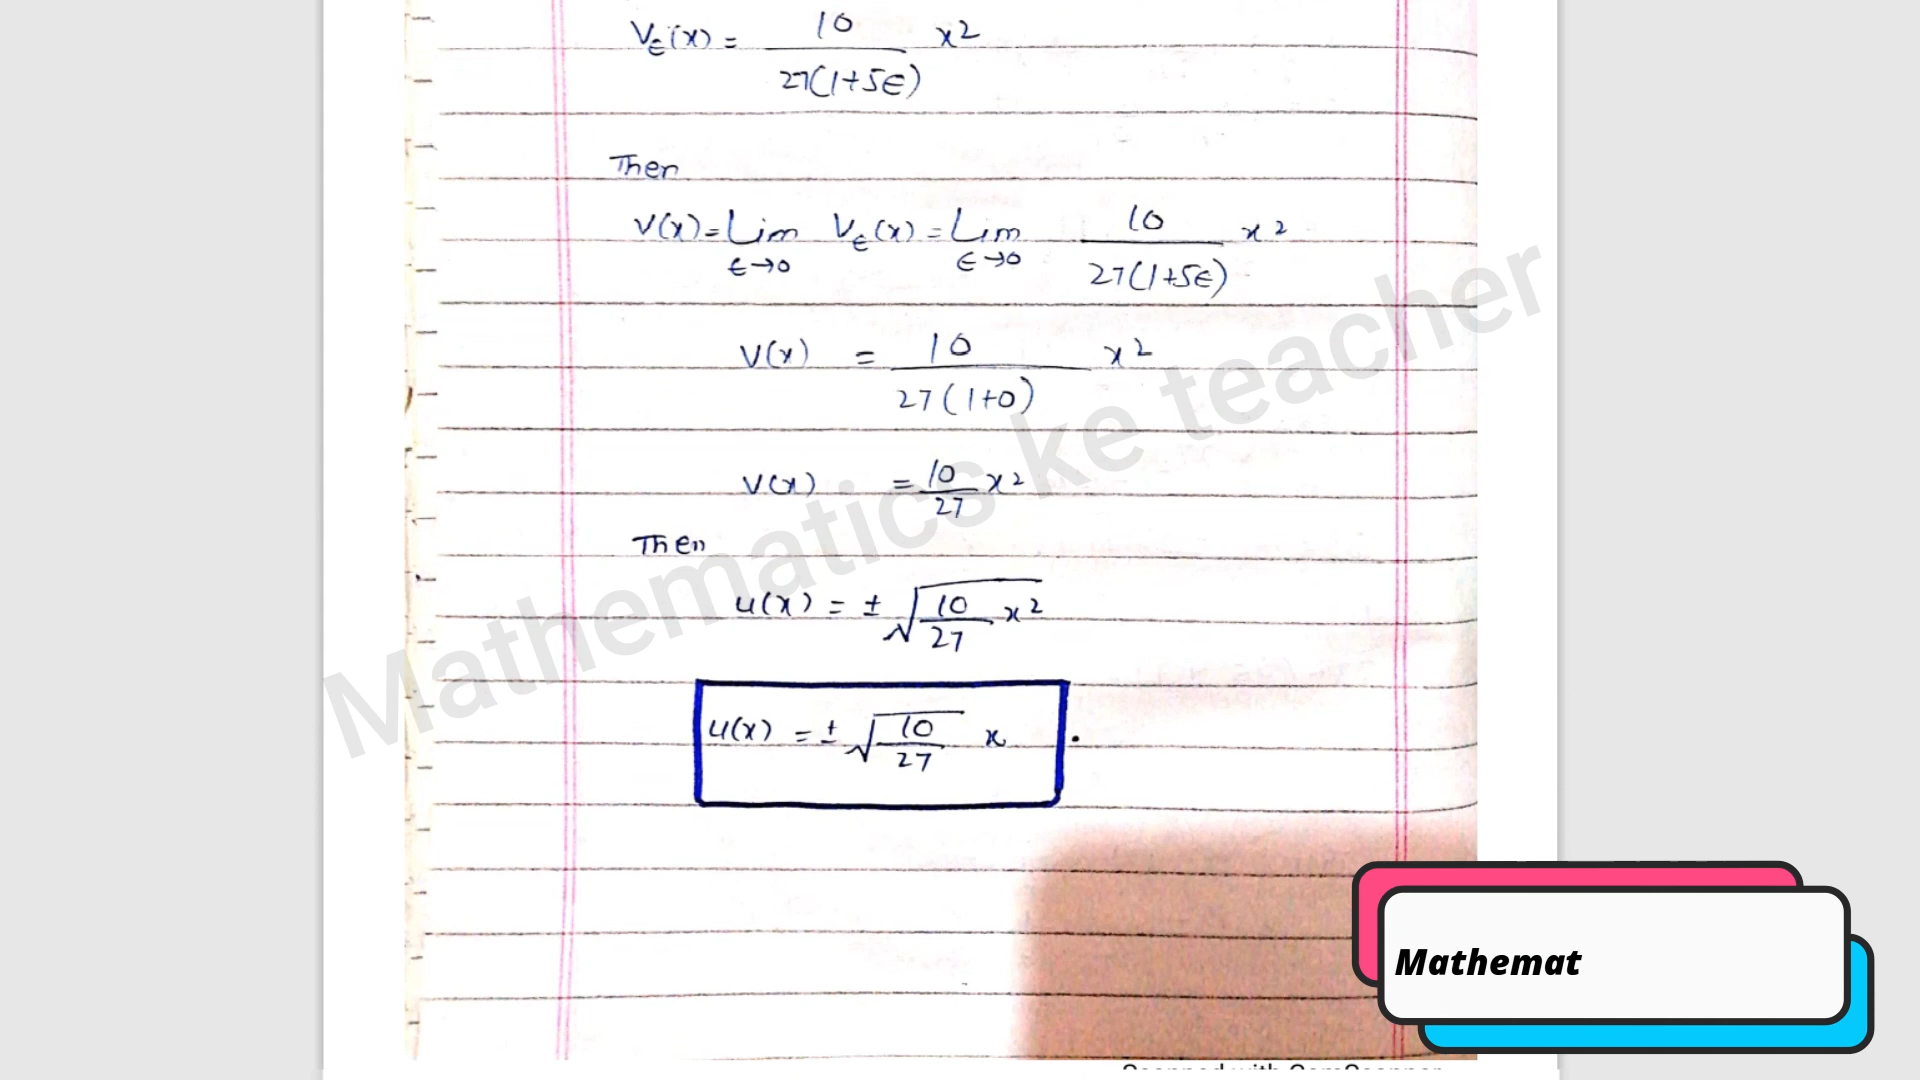 Vϵ(x) = 10 / 27(1+5ϵ) x²
Then
V(x) = Lim ϵ→0 Vϵ(x) = Lim ϵ→0 10 / 27(1+5ϵ) x²
V(x) = 10 / 27(1+0) x²
V(x) = 10/27 x²
Then
u(x) = ± √(10/27 x²)
u(x) = ± √(10/27) x .
Mathematics ke teacher
Mathemat